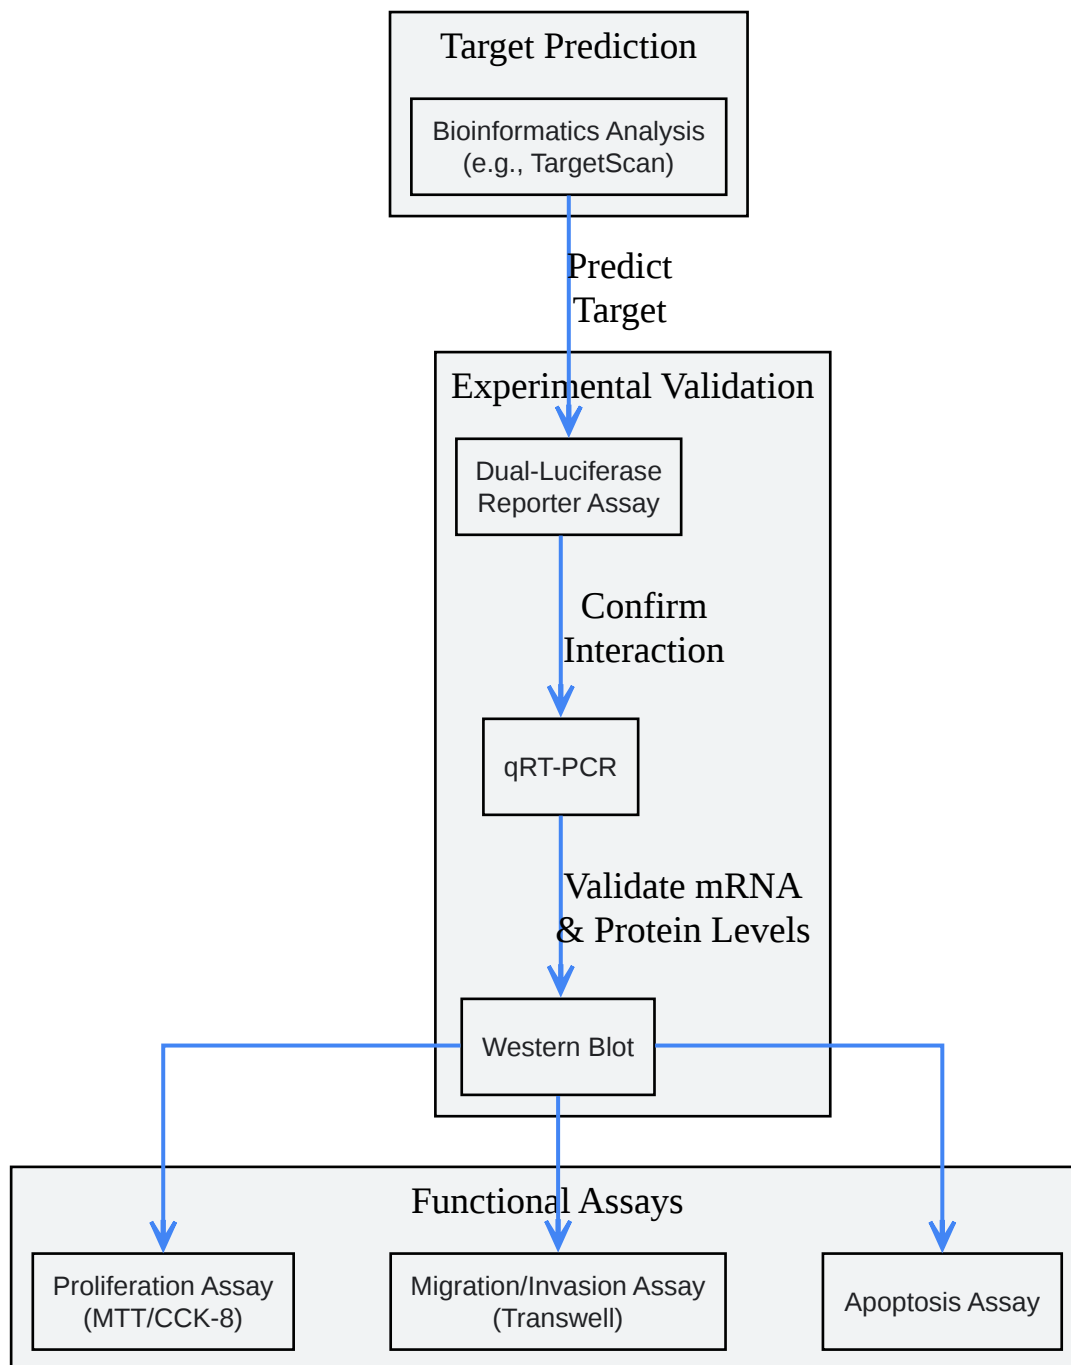 Target Prediction
Bioinformatics Analysis
(e.g., TargetScan)
Predict
Target
Experimental Validation
Dual-Luciferase
Reporter Assay
Confirm
Interaction
qRT-PCR
Validate mRNA
& Protein Levels
Western Blot
Functional Assays
Proliferation Assay
(MTT/CCK-8)
Migration/Invasion Assay
(Transwell)
Apoptosis Assay